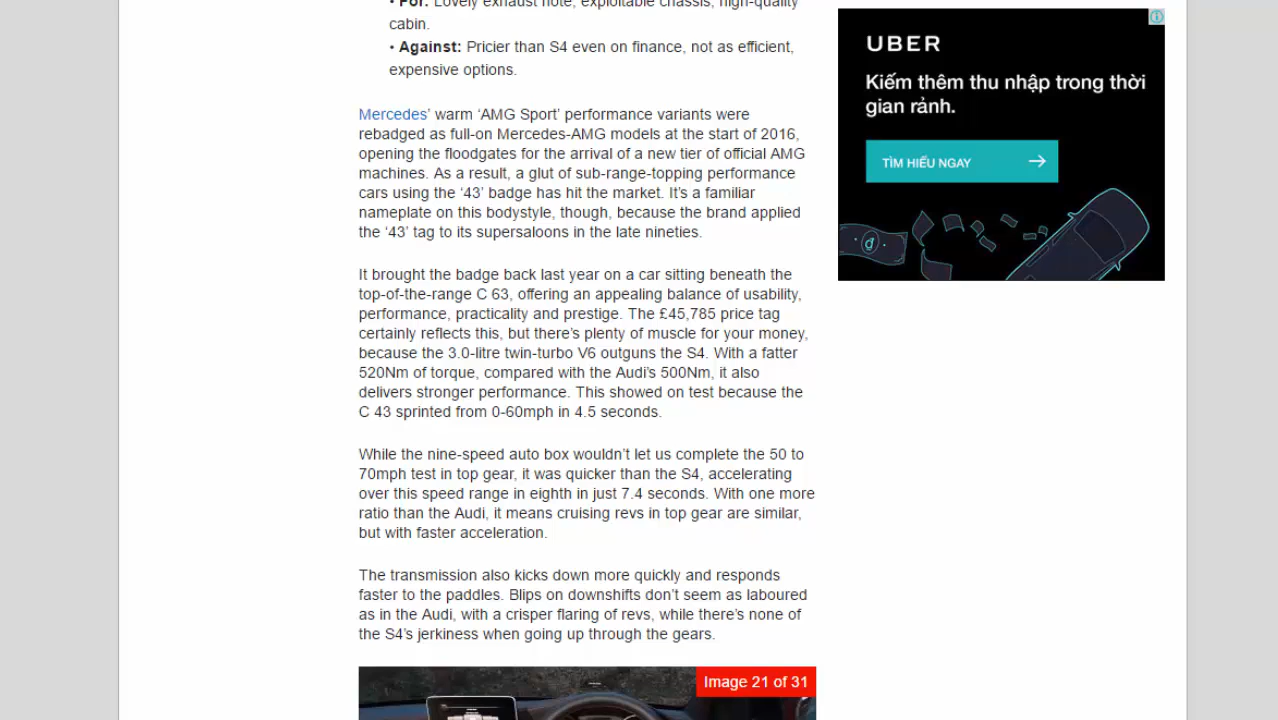 • For: Lovely exhaust note, exploitable chassis, high-quality
cabin.
• Against: Pricier than S4 even on finance, not as efficient,
expensive options.
Mercedes’ warm ‘AMG Sport’ performance variants were
rebadged as full-on Mercedes-AMG models at the start of 2016,
opening the floodgates for the arrival of a new tier of official AMG
machines. As a result, a glut of sub-range-topping performance
cars using the ‘43’ badge has hit the market. It’s a familiar
nameplate on this bodystyle, though, because the brand applied
the ‘43’ tag to its supersaloons in the late nineties.
It brought the badge back last year on a car sitting beneath the
top-of-the-range C 63, offering an appealing balance of usability,
performance, practicality and prestige. The £45,785 price tag
certainly reflects this, but there’s plenty of muscle for your money,
because the 3.0-litre twin-turbo V6 outguns the S4. With a fatter
520Nm of torque, compared with the Audi’s 500Nm, it also
delivers stronger performance. This showed on test because the
C 43 sprinted from 0-60mph in 4.5 seconds.
While the nine-speed auto box wouldn’t let us complete the 50 to
70mph test in top gear, it was quicker than the S4, accelerating
over this speed range in eighth in just 7.4 seconds. With one more
ratio than the Audi, it means cruising revs in top gear are similar,
but with faster acceleration.
The transmission also kicks down more quickly and responds
faster to the paddles. Blips on downshifts don’t seem as laboured
as in the Audi, with a crisper flaring of revs, while there’s none of
the S4’s jerkiness when going up through the gears.
Image 21 of 31
UBER
Kiếm thêm thu nhập trong thời
gian rảnh.
TÌM HIỂU NGAY
đ